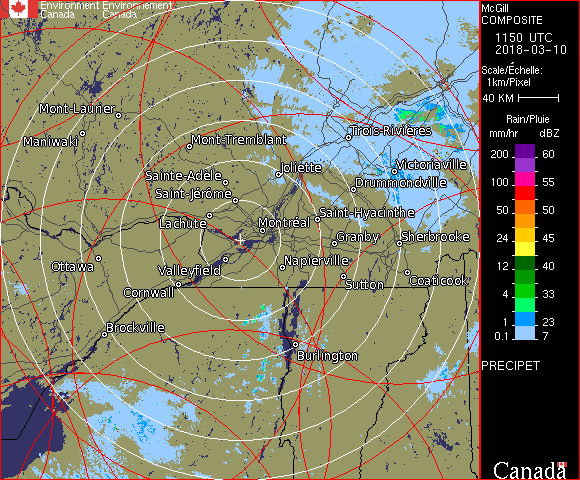 Environment Environnement
Canada Canada
McGill
COMPOSITE
1150 UTC
2018-03-10
Scale/Échelle:
1km/Pixel
40 KM
Rain/Pluie
mm/hr dBZ
200 60
100 55
50 50
24 45
12 40
4 33
1 23
0.1 7
PRECIPET
Canada
Mont-Laurier
Maniwaki
Mont-Tremblant
Trois-Rivières
Joliette
Victoriaville
Sainte-Adèle
Drummondville
Saint-Jérôme
Lachute
Saint-Hyacinthe
Montréal
Granby
Sherbrooke
Ottawa
Valleyfield
Napierville
Cornwall
Sutton
Coaticook
Brockville
Burlington